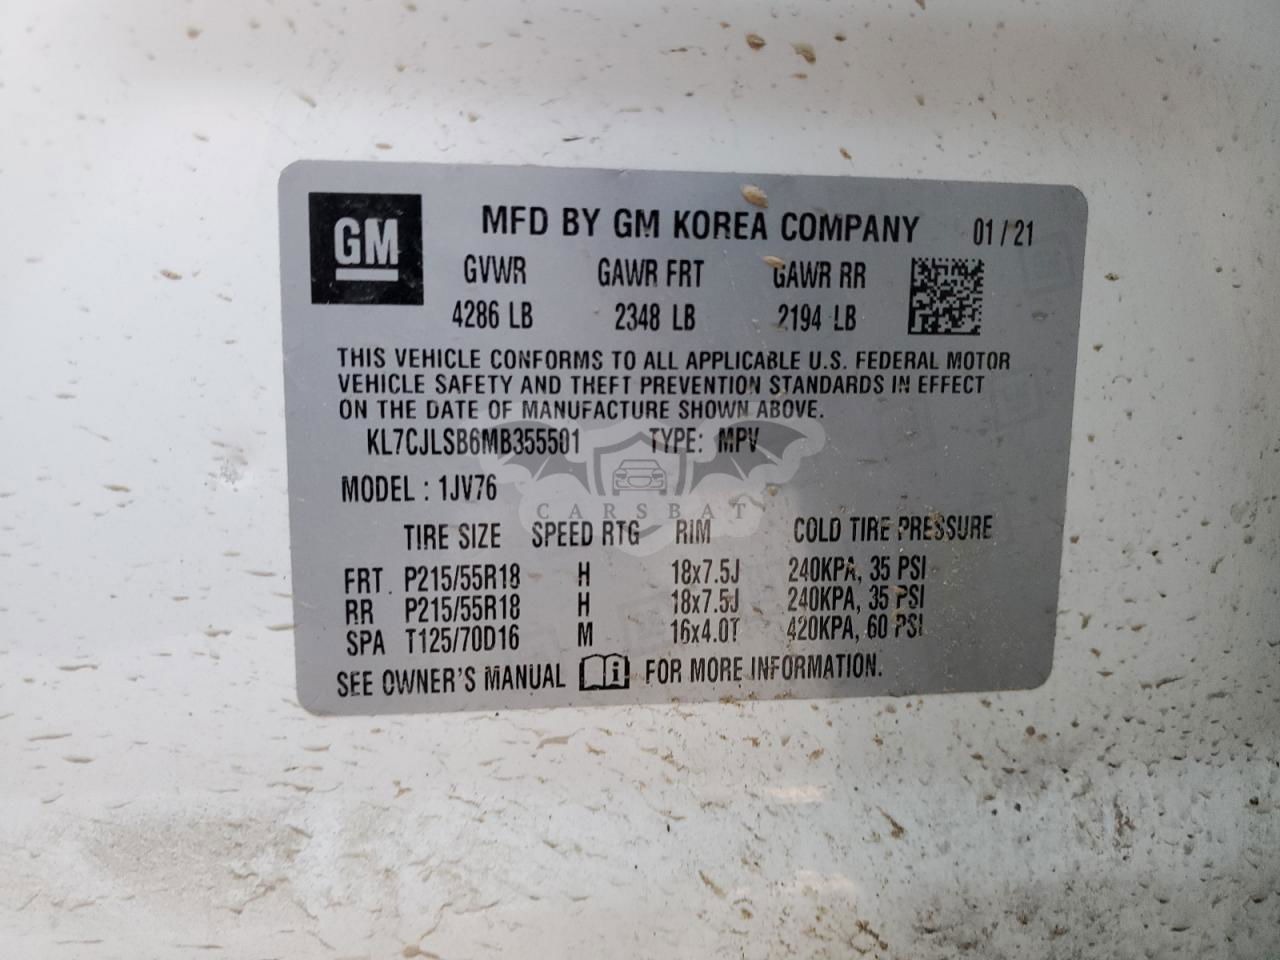 GM
MFD BY GM KOREA COMPANY 01 / 21
GVWR GAWR FRT GAWR RR
4286 LB 2348 LB 2194 LB
THIS VEHICLE CONFORMS TO ALL APPLICABLE U.S. FEDERAL MOTOR
VEHICLE SAFETY AND THEFT PREVENTION STANDARDS IN EFFECT
ON THE DATE OF MANUFACTURE SHOWN ABOVE.
KL7CJLSB6MB355501 TYPE: MPV
MODEL : 1JV76
CARSBAT
TIRE SIZE SPEED RTG RIM COLD TIRE PRESSURE
FRT P215/55R18 H 18x7.5J 240KPA, 35 PSI
RR P215/55R18 H 18x7.5J 240KPA, 35 PSI
SPA T125/70D16 M 16x4.0T 420KPA, 60 PSI
SEE OWNER'S MANUAL i FOR MORE INFORMATION.